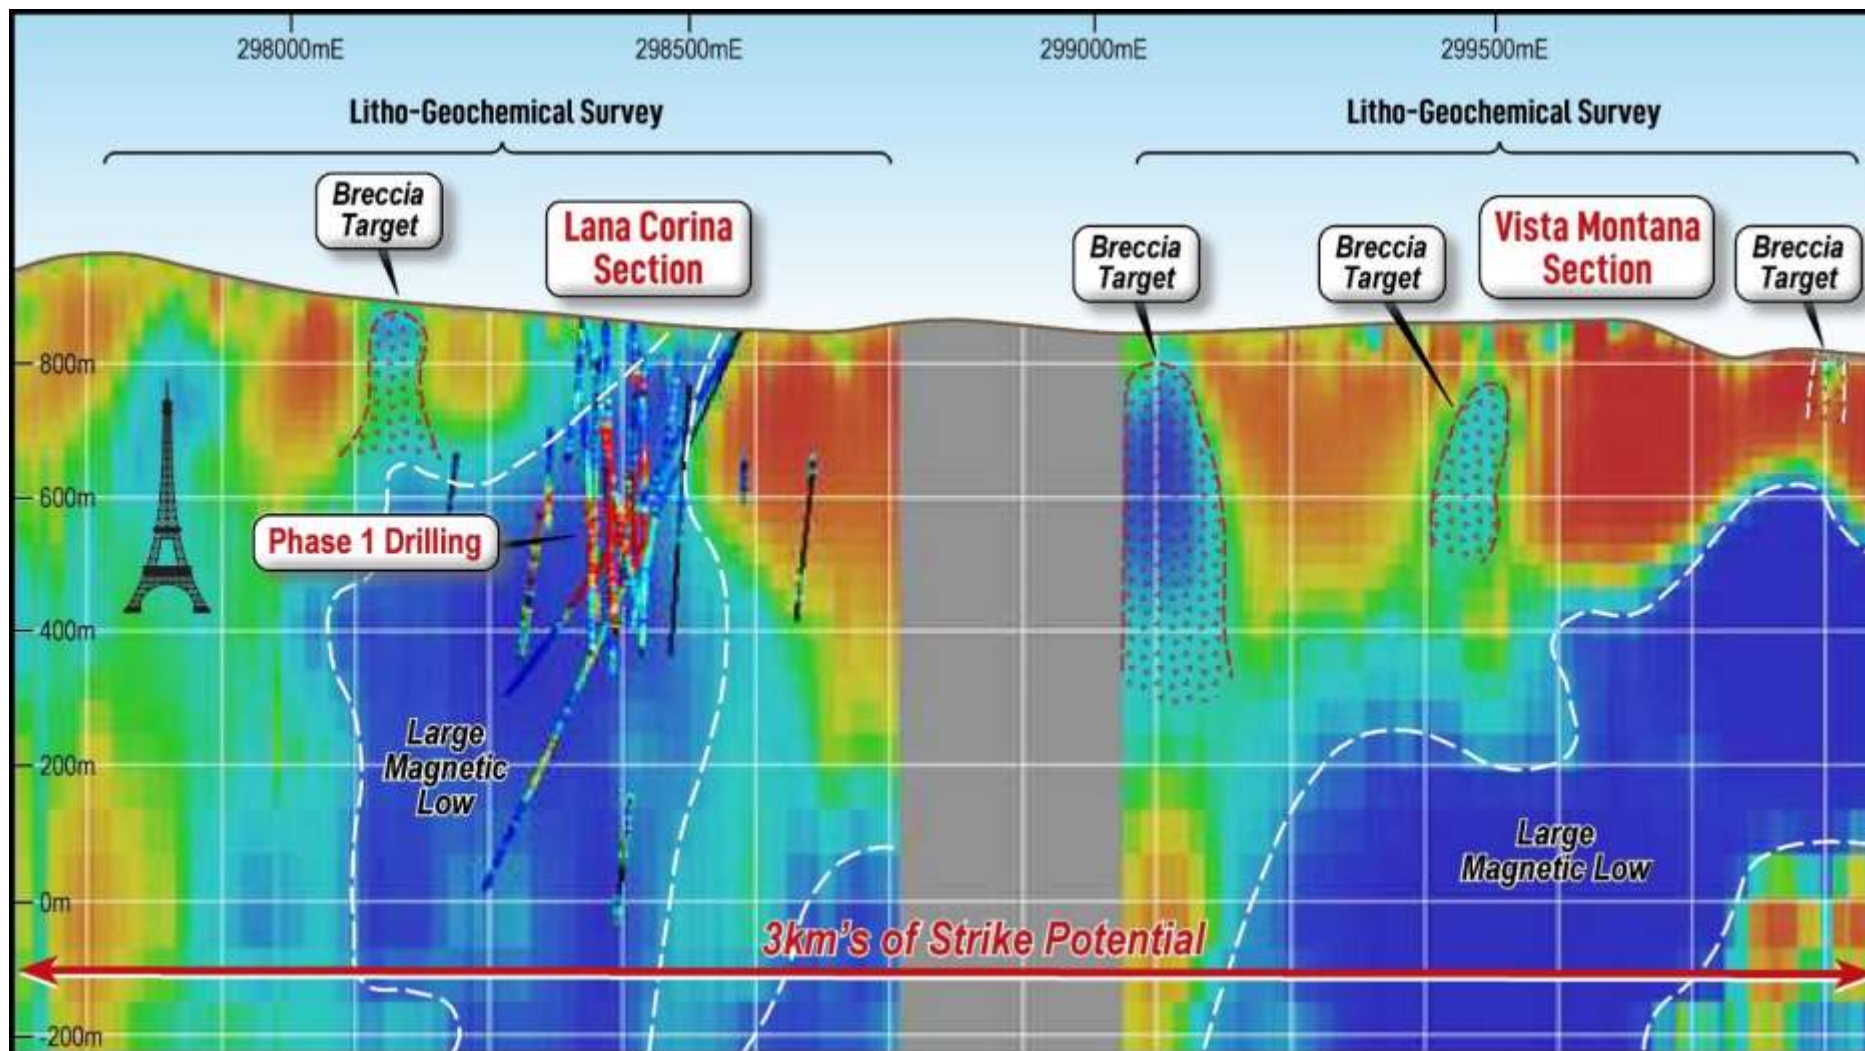 298000mE
298500mE
299000mE
299500mE
Litho-Geochemical Survey
Litho-Geochemical Survey
Breccia
Target
Lana Corina
Section
Breccia
Target
Breccia
Target
Vista Montana
Section
Breccia
Target
800m
600m
Phase 1 Drilling
400m
Large
Magnetic
Low
200m
Large
Magnetic Low
0m
3km's of Strike Potential
-200m